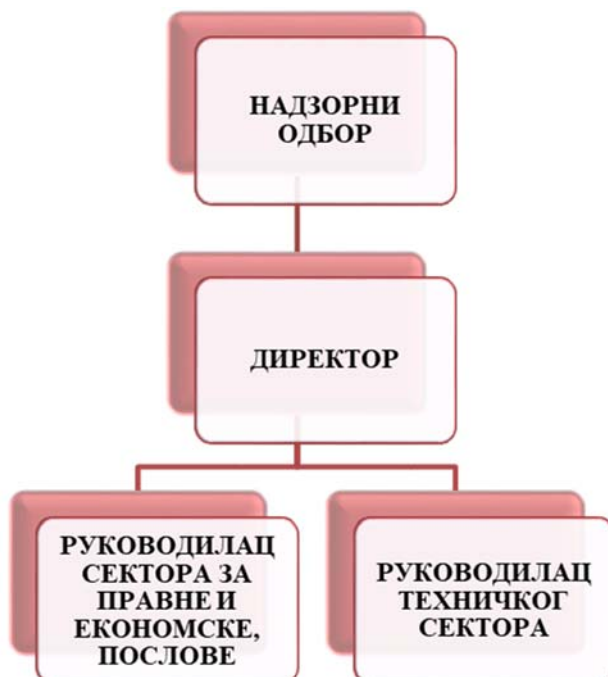 НАДЗОРНИ
ОДБОР
ДИРЕКТОР
РУКОВОДИЛАЦ
СЕКТОРА ЗА
ПРАВНЕ И
ЕКОНОМСКЕ,
ПОСЛОВЕ
РУКОВОДИЛАЦ
ТЕХНИЧКОГ
СЕКТОРА